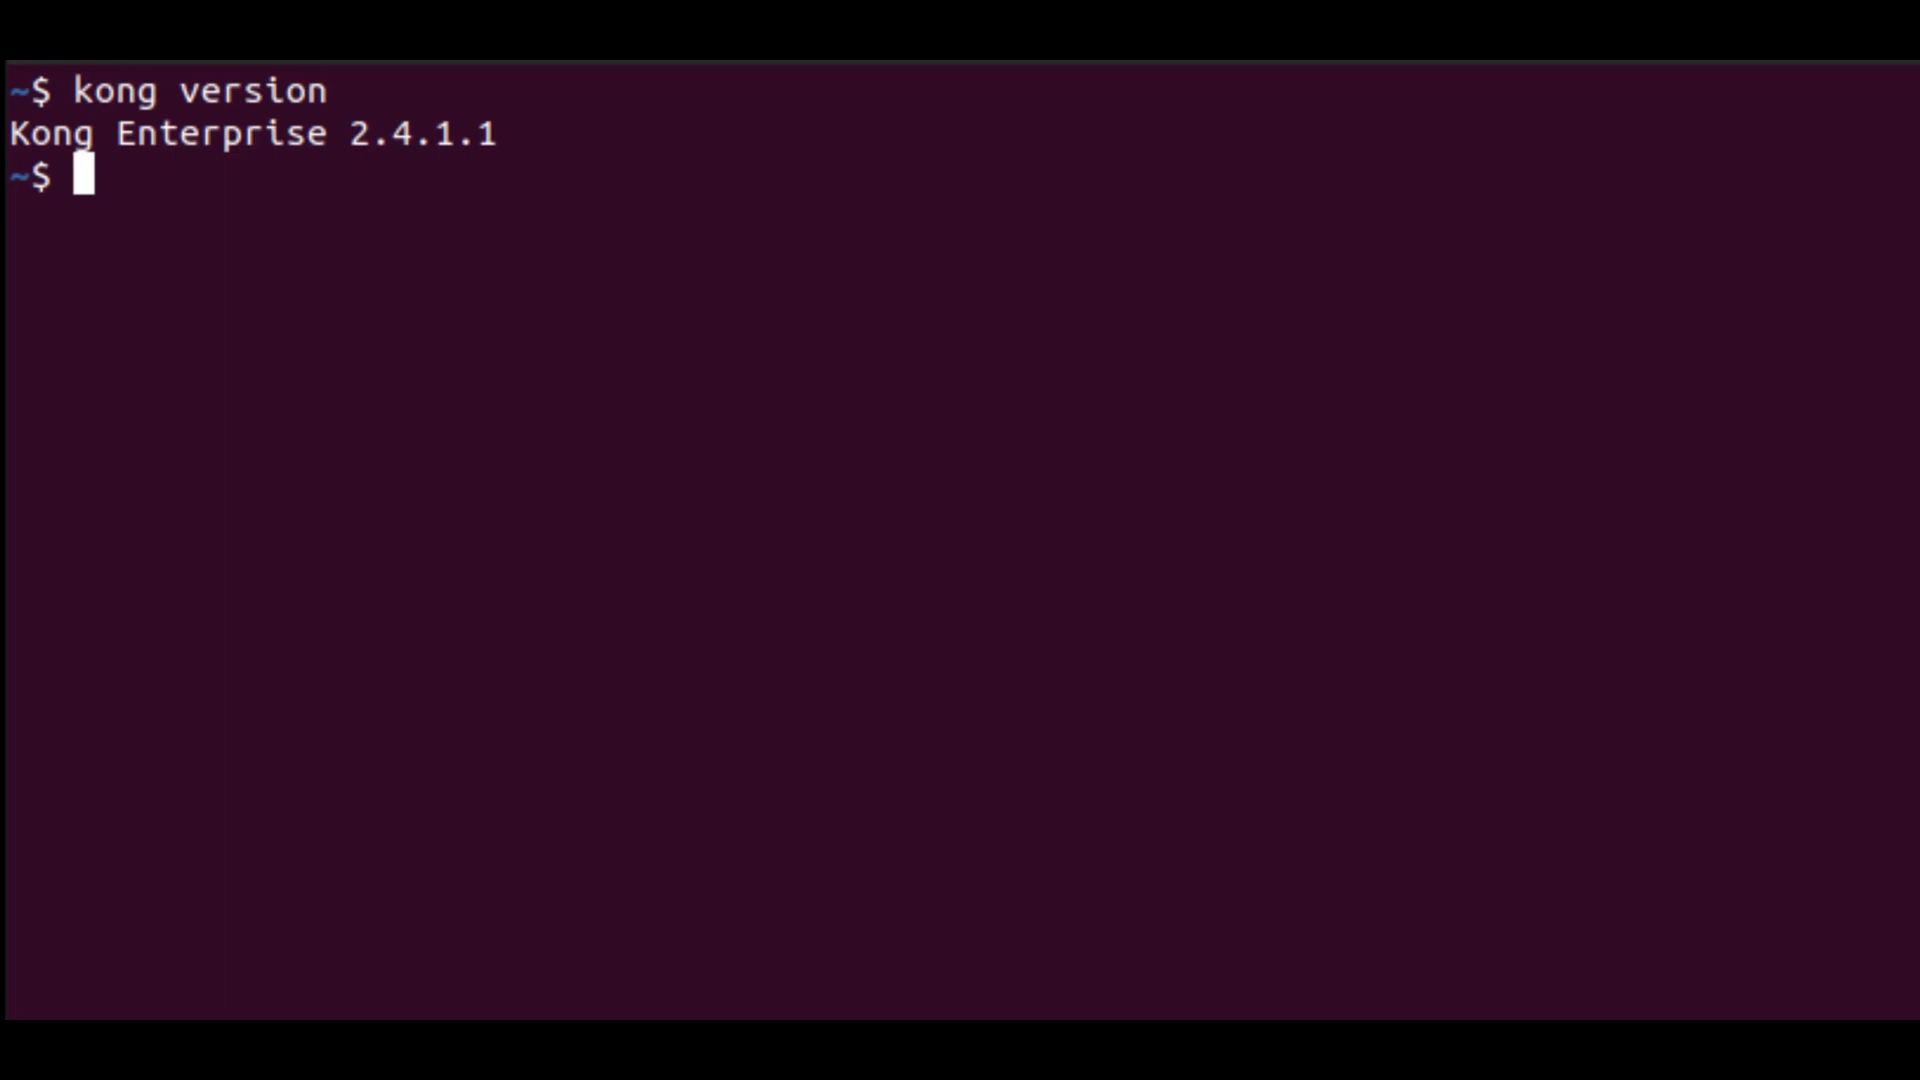 ~$ kong version
Kong Enterprise 2.4.1.1
~$